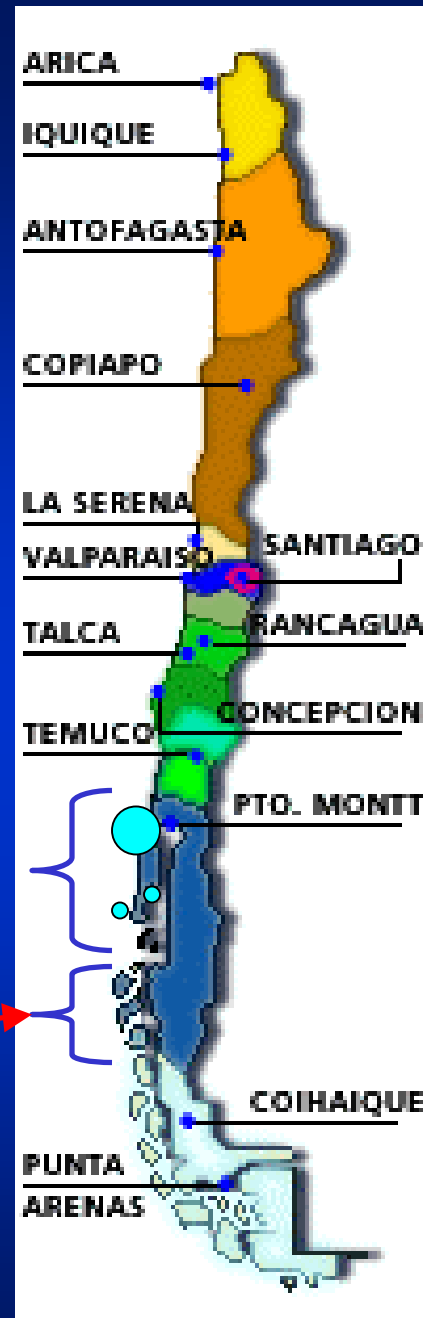 ARICA
IQUIQUE
ANTOFAGASTA
COPIAPO
LA SERENA
SANTIAGO
VALPARAISO
RANCAGUA
TALCA
CONCEPCION
TEMUCO
PTO. MONTT
COIHAIQUE
PUNTA
ARENAS